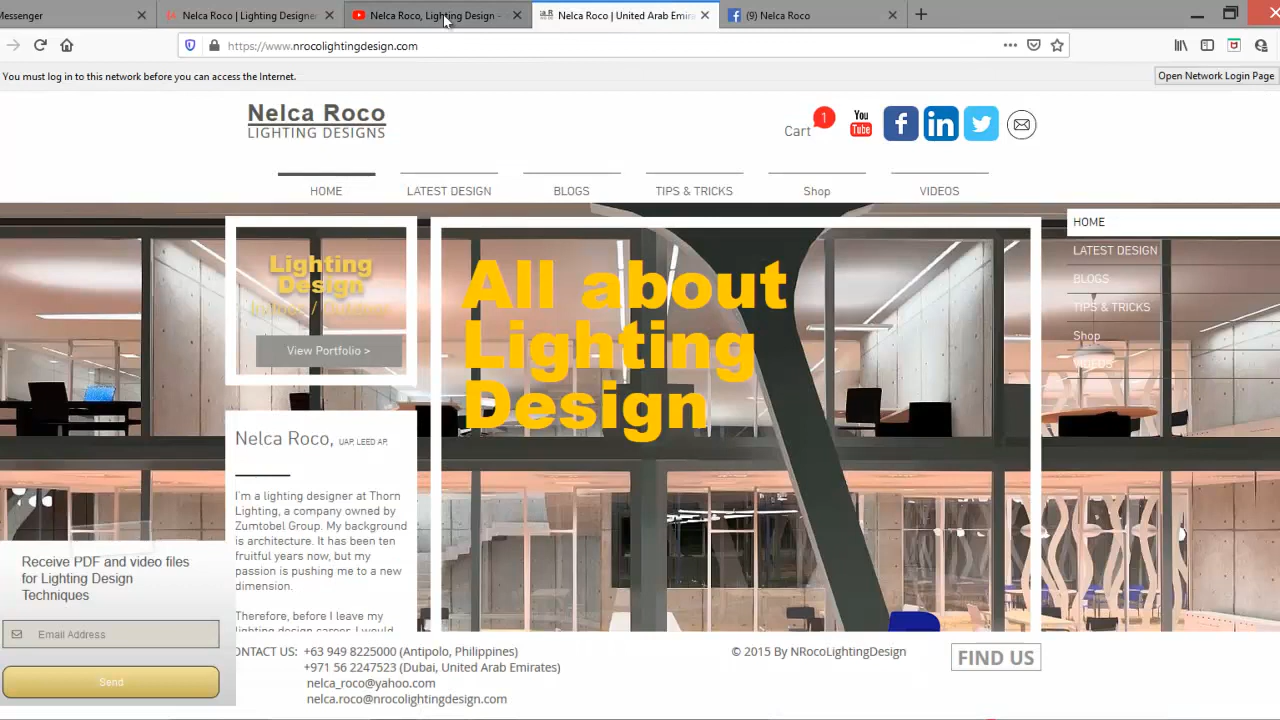 Messenger
Nelca Roco | Lighting Designer
Nelca Roco, Lighting Design -
Nelca Roco | United Arab Emira
(9) Nelca Roco
https://www.nrocolightingdesign.com
You must log in to this network before you can access the Internet.
Open Network Login Page
Nelca Roco
LIGHTING DESIGNS
Cart
1
You
Tube
HOME
LATEST DESIGN
BLOGS
TIPS & TRICKS
Shop
VIDEOS
HOME
LATEST DESIGN
BLOGS
TIPS & TRICKS
Shop
VIDEOS
Lighting
Design
View Portfolio >
All about
Lighting
Design
Nelca Roco, UAP, LEED AP,
I'm a lighting designer at Thorn
Lighting, a company owned by
Zumtobel Group. My background
is architecture. It has been ten
fruitful years now, but my
passion is pushing me to a new
dimension.
Therefore, before I leave my
lighting design career, I would
Receive PDF and video files
for Lighting Design
Techniques
Email Address
Send
ONTACT US: +63 949 8225000 (Antipolo, Philippines)
+971 56 2247523 (Dubai, United Arab Emirates)
nelca_roco@yahoo.com
nelca.roco@nrocolightingdesign.com
© 2015 By NRocoLightingDesign
FIND US